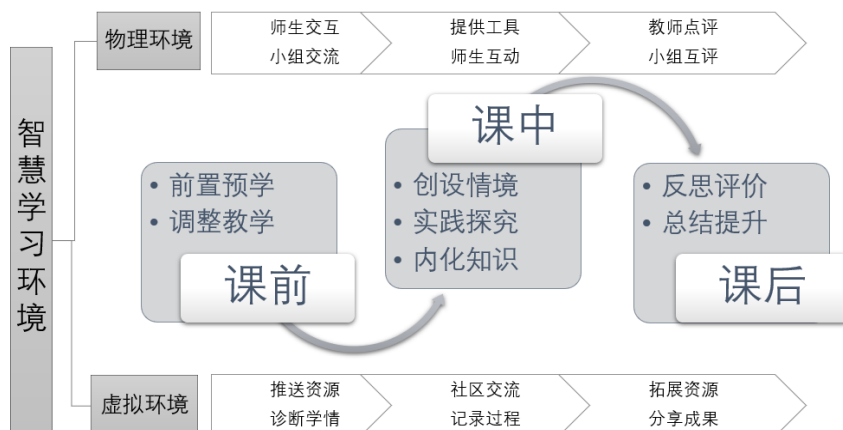 智慧学习环境
物理环境
师生交互
小组交流
提供工具
师生互动
教师点评
小组互评
课前
• 前置预学
• 调整教学
课中
• 创设情境
• 实践探究
• 内化知识
课后
• 反思评价
• 总结提升
虚拟环境
推送资源
诊断学情
社区交流
记录过程
拓展资源
分享成果